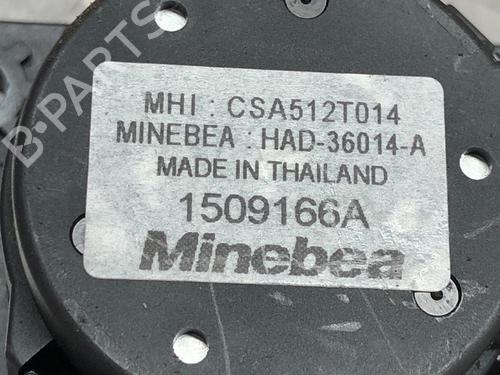 B-PARTS
MHI : CSA512T014
MINEBEA : HAD-36014-A
MADE IN THAILAND
1509166A
Minebea